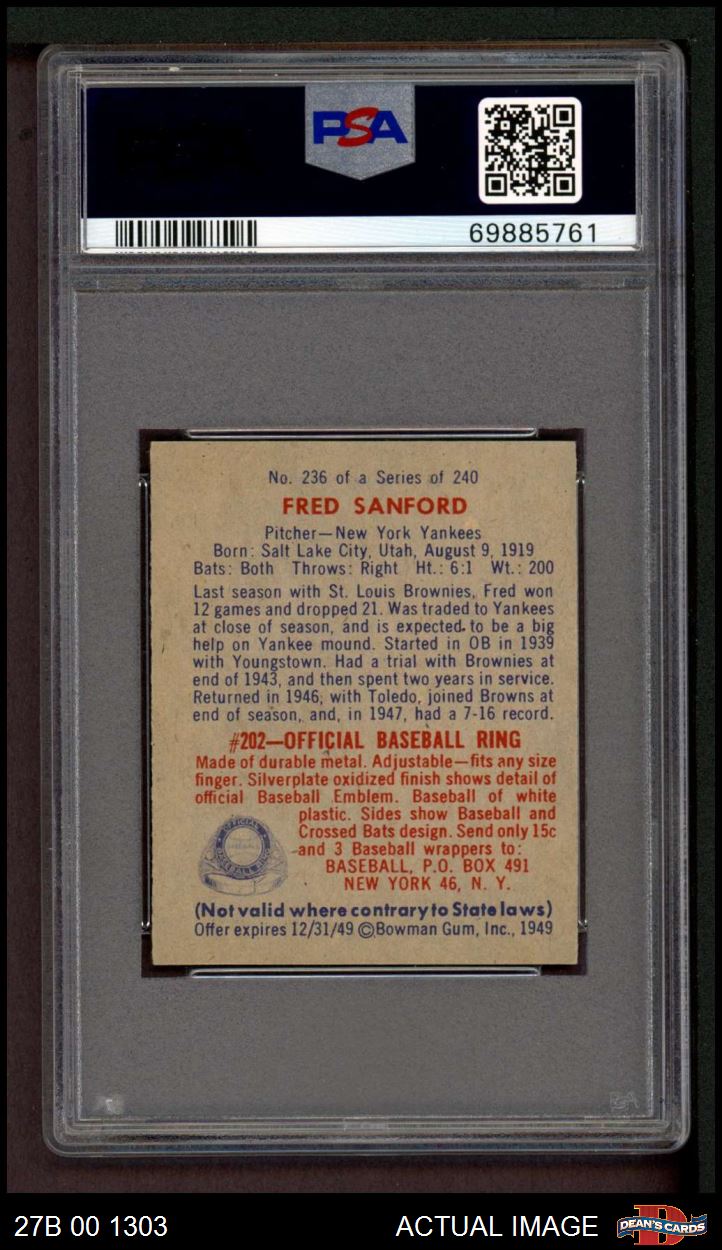 PSA
69885761
No. 236 of a Series of 240
FRED SANFORD
Pitcher—New York Yankees
Born: Salt Lake City, Utah, August 9, 1919
Bats: Both Throws: Right Ht.: 6:1 Wt.: 200
Last season with St. Louis Brownies, Fred won
12 games and dropped 21. Was traded to Yankees
at close of season, and is expected to be a big
help on Yankee mound. Started in OB in 1939
with Youngstown. Had a trial with Brownies at
end of 1943, and then spent two years in service.
Returned in 1946, with Toledo, joined Browns at
end of season, and, in 1947, had a 7-16 record.
#202—OFFICIAL BASEBALL RING
Made of durable metal. Adjustable—fits any size
finger. Silverplate oxidized finish shows detail of
official Baseball Emblem. Baseball of white
plastic. Sides show Baseball and
Crossed Bats design. Send only 15c
and 3 Baseball wrappers to:
BASEBALL, P.O. BOX 491
NEW YORK 46, N. Y.
OFFICIAL
BASEBALL RING
(Not valid where contrary to State laws)
Offer expires 12/31/49 ©Bowman Gum, Inc., 1949
PSA
27B 00 1303
ACTUAL IMAGE
DEAN'S CARDS